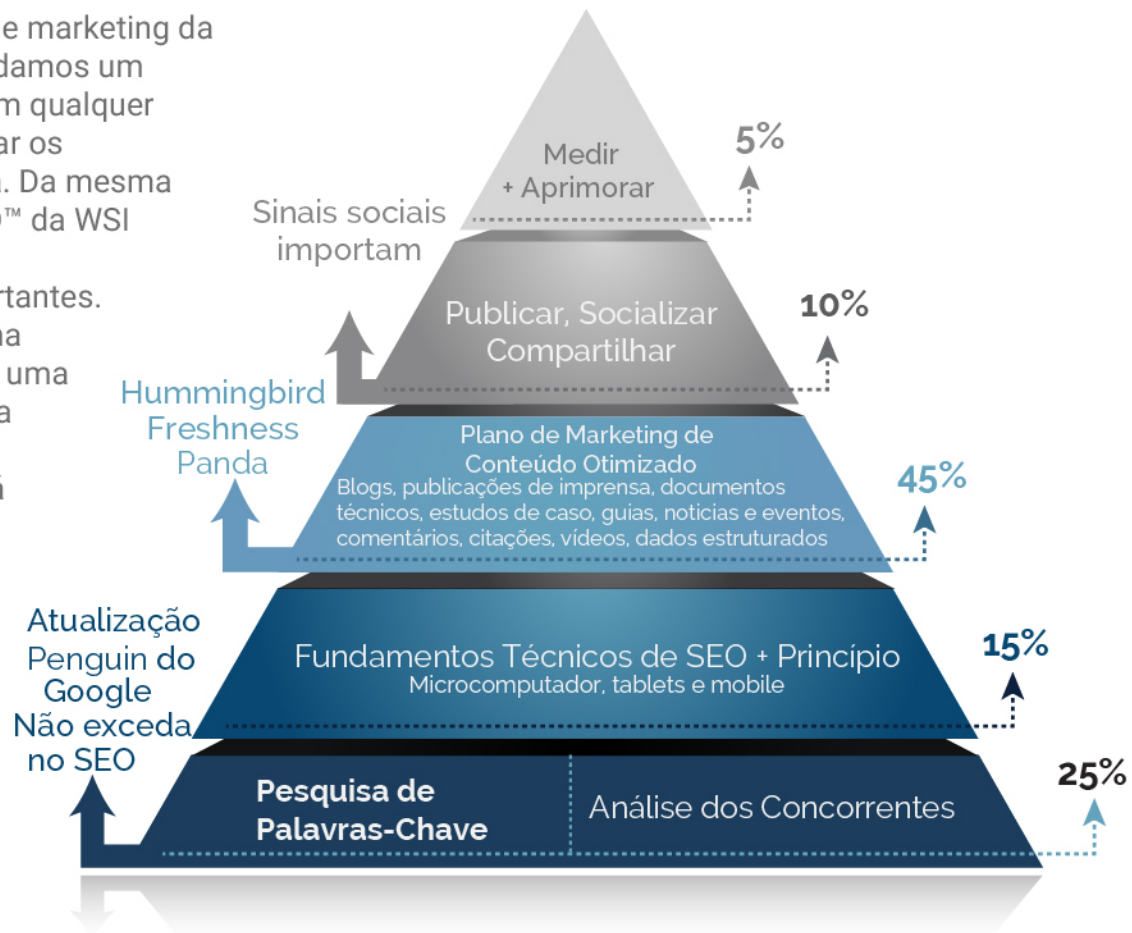 e marketing da
damos um
m qualquer
ar os
. Da mesma
™ da WSI
rtantes.
na
uma
a
Medir
+ Aprimorar
5%
Sinais sociais
importam
Publicar, Socializar
Compartilhar
10%
Hummingbird
Freshness
Panda
Plano de Marketing de
Conteúdo Otimizado
Blogs, publicações de imprensa, documentos
técnicos, estudos de caso, guias, noticias e eventos,
comentários, citações, vídeos, dados estruturados
45%
Atualização
Penguin do
Google
Não exceda
no SEO
Fundamentos Técnicos de SEO + Princípio
Microcomputador, tablets e mobile
15%
Pesquisa de
Palavras-Chave
Análise dos Concorrentes
25%